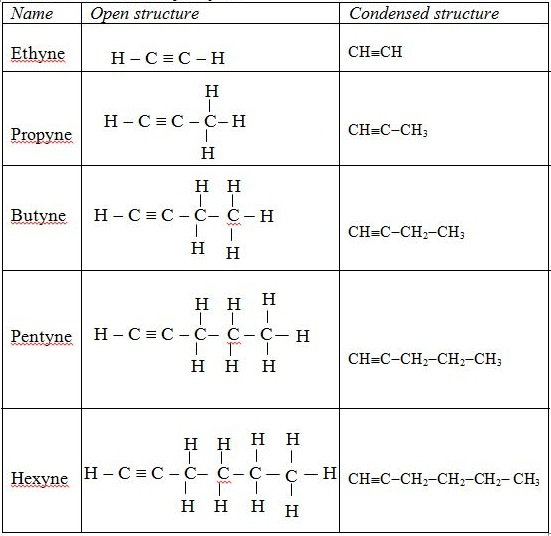 Name Open structure Condensed structure
Ethyne H – C ≡ C – H CH≡CH
H
Propyne H – C ≡ C – C – H CH≡C–CH₃
H
H H
Butyne H – C ≡ C – C – C – H CH≡C–CH₂–CH₃
H H
H H H
Pentyne H – C ≡ C – C – C – C – H CH≡C–CH₂–CH₂–CH₃
H H H
H H H H
Hexyne H – C ≡ C – C – C – C – C – H CH≡C–CH₂–CH₂–CH₂–CH₃
H H H H